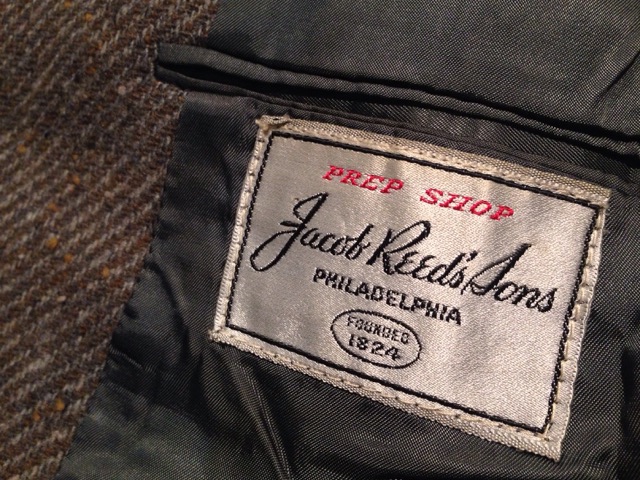 PREP SHOP
Jacob Reed's Sons
PHILADELPHIA
FOUNDED
1824